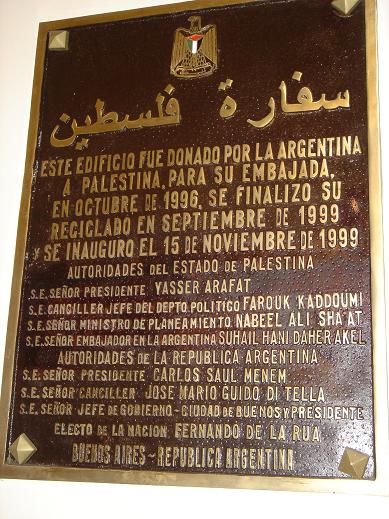 سفارة فلسطين
ESTE EDIFICIO FUE DONADO POR LA ARGENTINA
A PALESTINA, PARA SU EMBAJADA,
EN OCTUBRE DE 1996, SE FINALIZO SU
RECICLADO EN SEPTIEMBRE DE 1999
Y SE INAUGURO EL 15 DE NOVIEMBRE DE 1999
AUTORIDADES DEL ESTADO DE PALESTINA
S.E. SEÑOR PRESIDENTE YASSER ARAFAT
S.E. CANCILLER JEFE DEL DEPTO. POLITICO FAROUK KADDOUMI
S.E. SEÑOR MINISTRO DE PLANEAMIENTO NABEEL ALI SHA'AT
S.E. SEÑOR EMBAJADOR EN LA ARGENTINA SUHAIL HANI DAHER AKEL
AUTORIDADES DE LA REPUBLICA ARGENTINA
S.E. SEÑOR PRESIDENTE CARLOS SAUL MENEM
S.E. SEÑOR CANCILLER JOSE MARIO GUIDO DI TELLA
S.E. SEÑOR JEFE DE GOBIERNO - CIUDAD DE BUENOS Y PRESIDENTE
ELECTO DE LA NACION FERNANDO DE LA RUA
BUENOS AIRES - REPUBLICA ARGENTINA